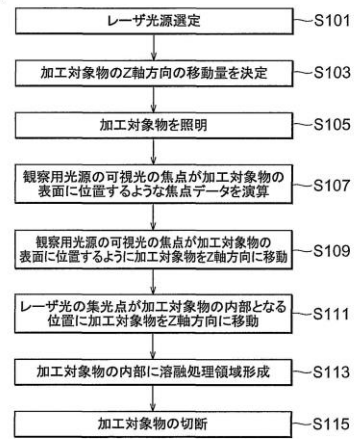 レーザ光源選定
S101
加工対象物のZ軸方向の移動量を決定
S103
加工対象物を照明
S105
観察用光源の可視光の焦点が加工対象物の
表面に位置するような焦点データを演算
S107
観察用光源の可視光の焦点が加工対象物の
表面に位置するように加工対象物をZ軸方向に移動
S109
レーザ光の集光点が加工対象物の内部となる
位置に加工対象物をZ軸方向に移動
S111
加工対象物の内部に溶融処理領域形成
S113
加工対象物の切断
S115